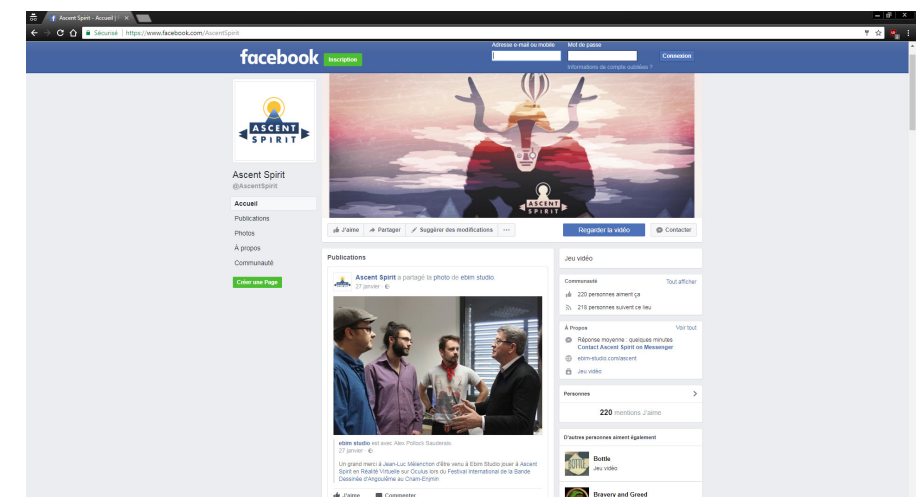 Ascent Spirit - Accueil | F
Sécurisé | https://www.facebook.com/AscentSpirit
facebook
Inscription
Adresse e-mail ou mobile
Mot de passe
Connexion
Informations de compte oubliées ?
ASCENT
SPIRIT
Ascent Spirit
@AscentSpirit
Accueil
Publications
Photos
À propos
Communauté
Créer une Page
ASCENT
SPIRIT
J'aime
Partager
Suggérer des modifications
Regarder la vidéo
Contacter
Publications
Ascent Spirit a partagé la photo de ebim studio.
27 janvier
ebim studio est avec Alex Pollock Sauderais
27 janvier
Un grand merci à Jean-Luc Mélenchon d'être venu à Ebim Studio jouer à Ascent
Spirit en Réalité Virtuelle sur Oculus lors du Festival International de la Bande
Dessinée d'Angoulême au Cnam-Enjmin
J'aime
Commenter
Jeu vidéo
Communauté
Tout afficher
220 personnes aiment ça
218 personnes suivent ce lieu
À Propos
Voir tout
Réponse moyenne : quelques minutes
Contact Ascent Spirit on Messenger
ebim-studio.com/ascent
Jeu vidéo
Personnes
220 mentions J'aime
D'autres personnes aiment également
BOTTLE
Bottle
Jeu vidéo
Bravery and Greed